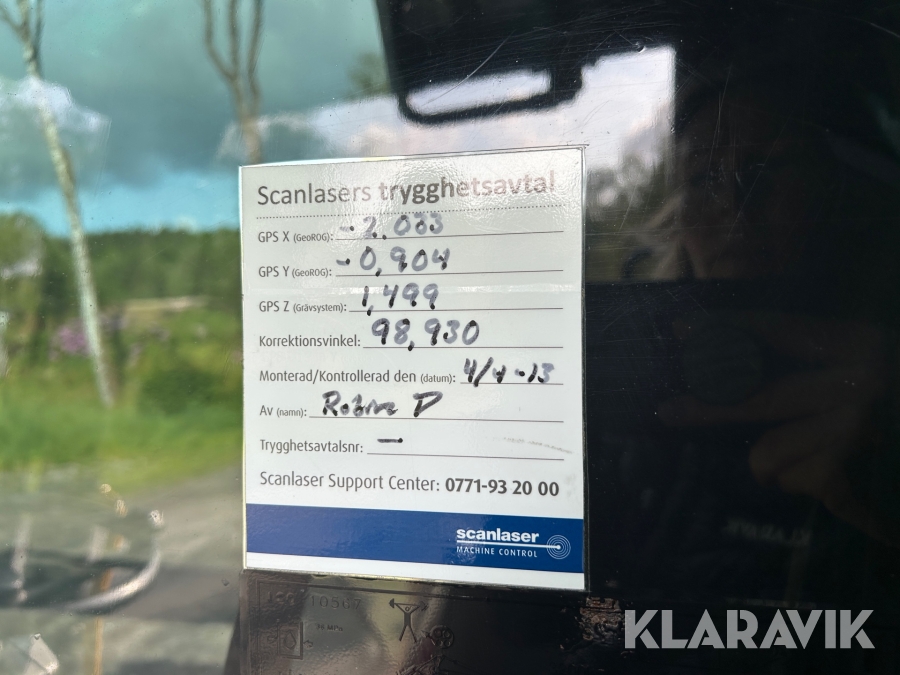 Scanlasers trygghetsavtal
GPS X (GeoROG): -2.033
GPS Y (GeoROG): -0,904
GPS Z (Grävsystem): 1,499
Korrektionsvinkel: 98,930
Monterad/Kontrollerad den (datum): 4/4-13
Av (namn): D
Trygghetsavtalsnr: —
Scanlaser Support Center: 0771-93 20 00
scanlaser
MACHINE CONTROL
KLARAVIK